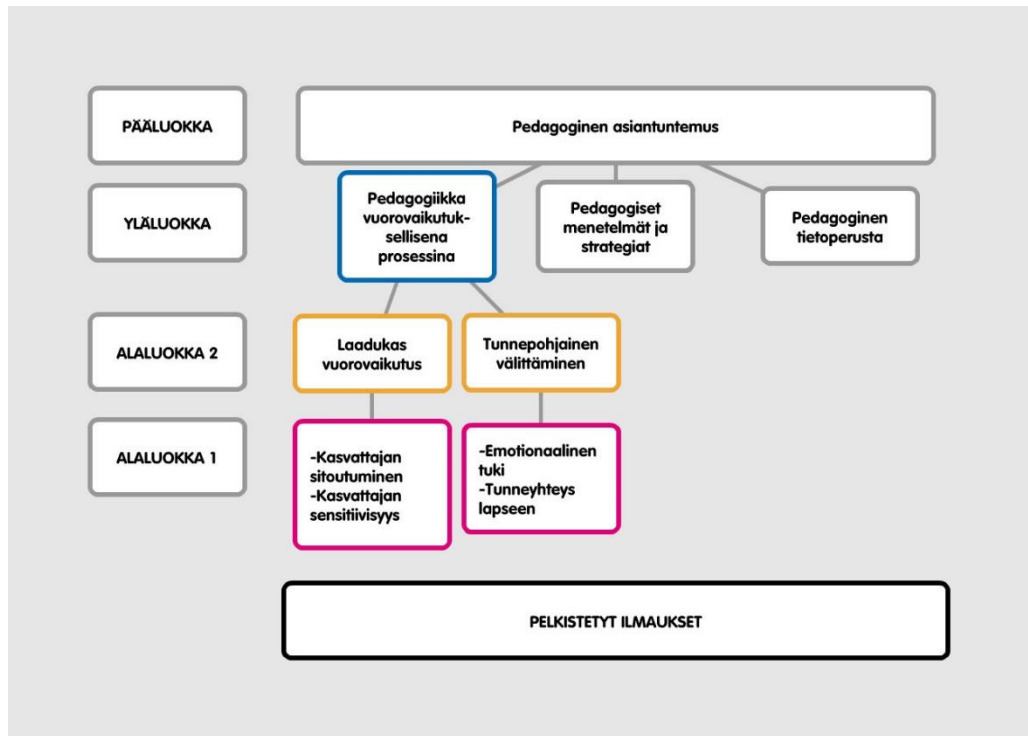 PÄÄLUOKKA
Pedagoginen asiantuntemus
YLÄLUOKKA
Pedagogiikka
vuorovaikutuk-
sellisena
prosessina
Pedagogiset
menetelmät ja
strategiat
Pedagoginen
tietoperusta
ALALUOKKA 2
Laadukas
vuorovaikutus
Tunnepohjainen
välittäminen
ALALUOKKA 1
-Kasvattajan
sitoutuminen
-Kasvattajan
sensitiivisyys
-Emotionaalinen
tuki
-Tunneyhteys
lapseen
PELKISTETYT ILMAUKSET